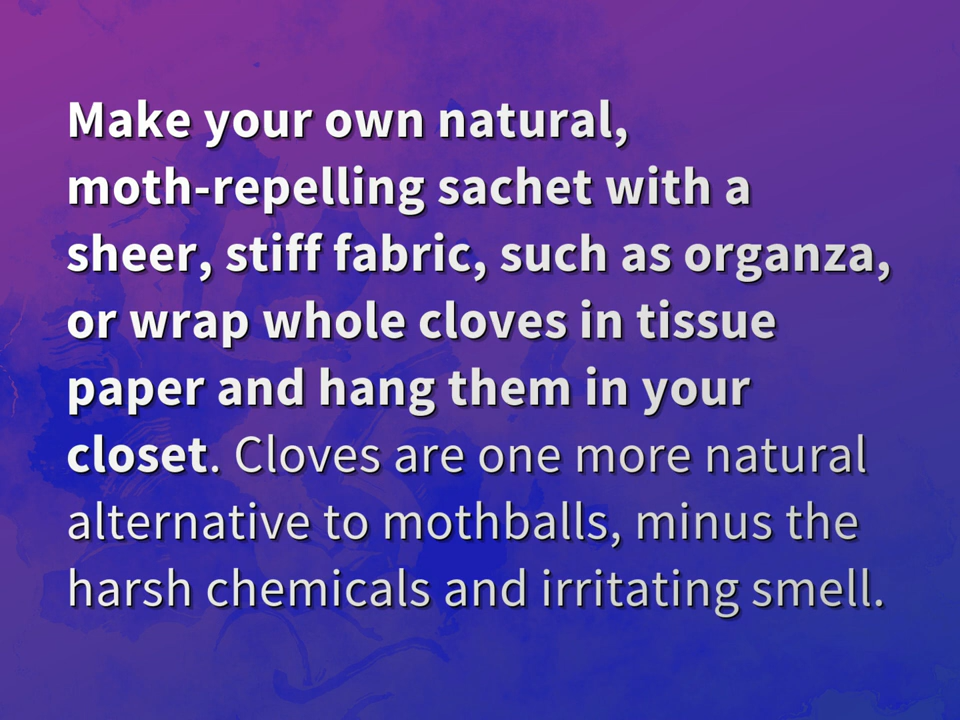 Make your own natural,
moth-repelling sachet with a
sheer, stiff fabric, such as organza,
or wrap whole cloves in tissue
paper and hang them in your
closet. Cloves are one more natural
alternative to mothballs, minus the
harsh chemicals and irritating smell.